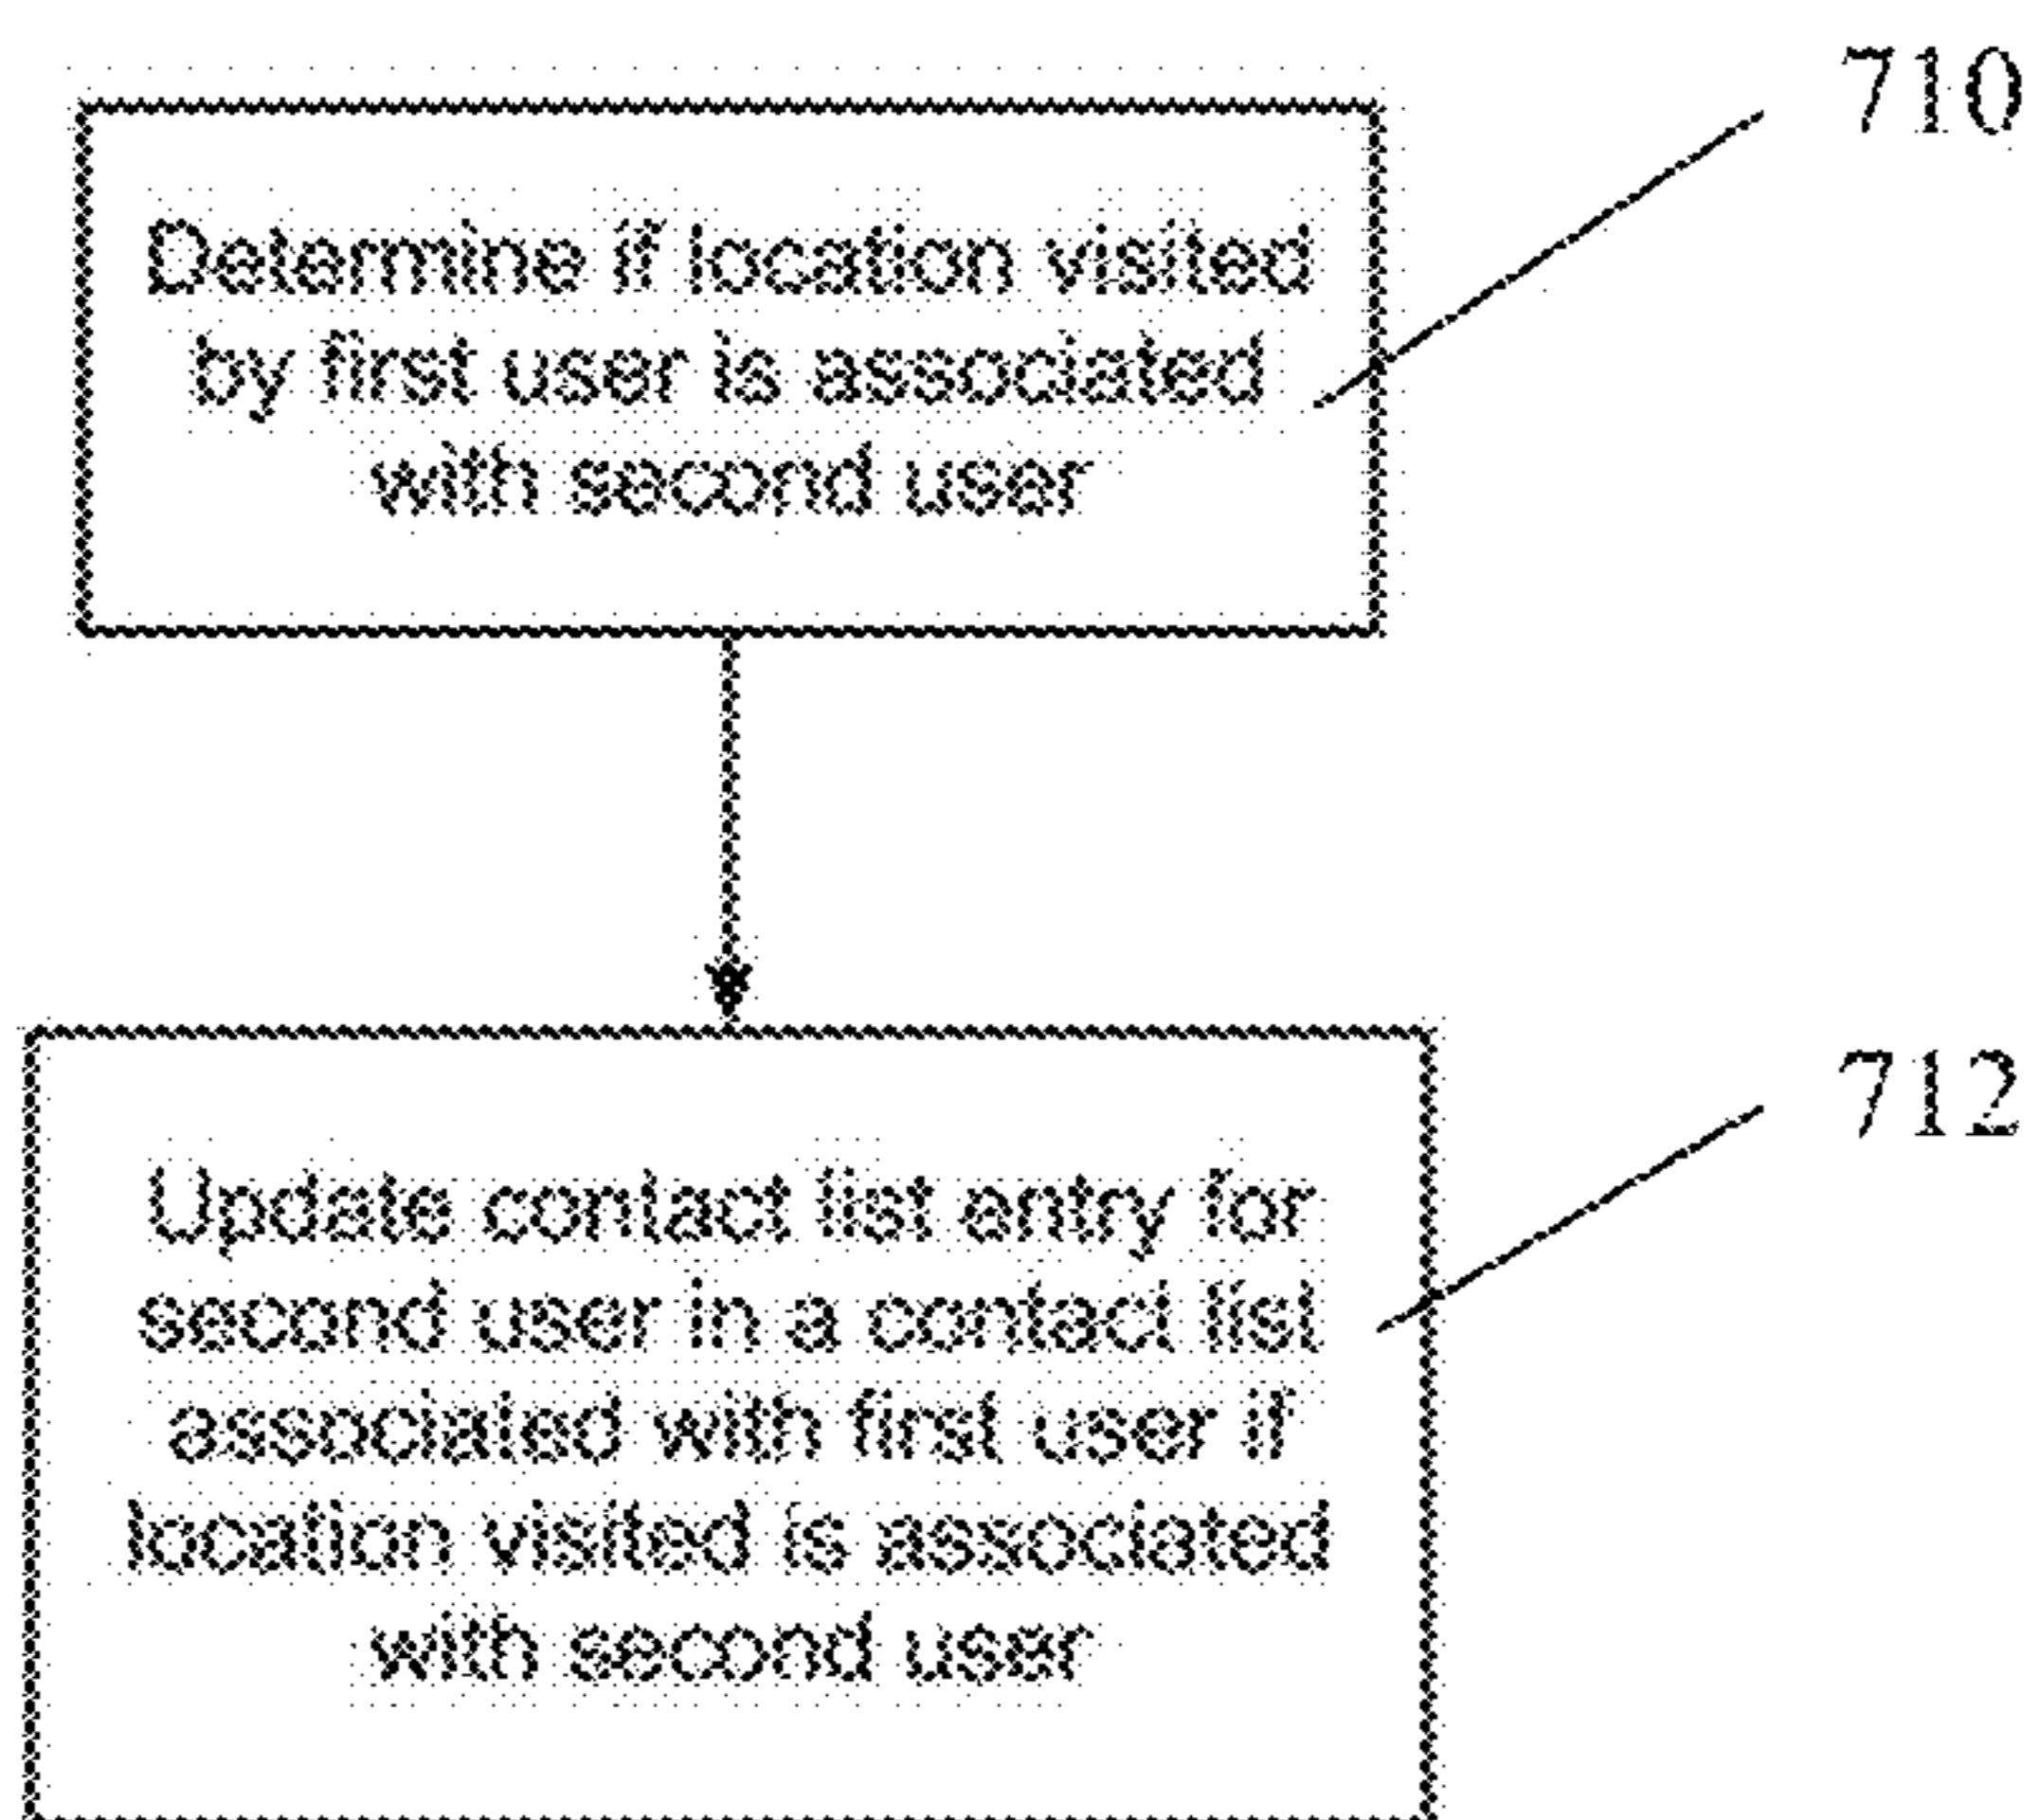 710
Determine if location visited
by first user is associated
with second user
712
Update contact list entry for
second user in a contact list
associated with first user if
location visited is associated
with second user